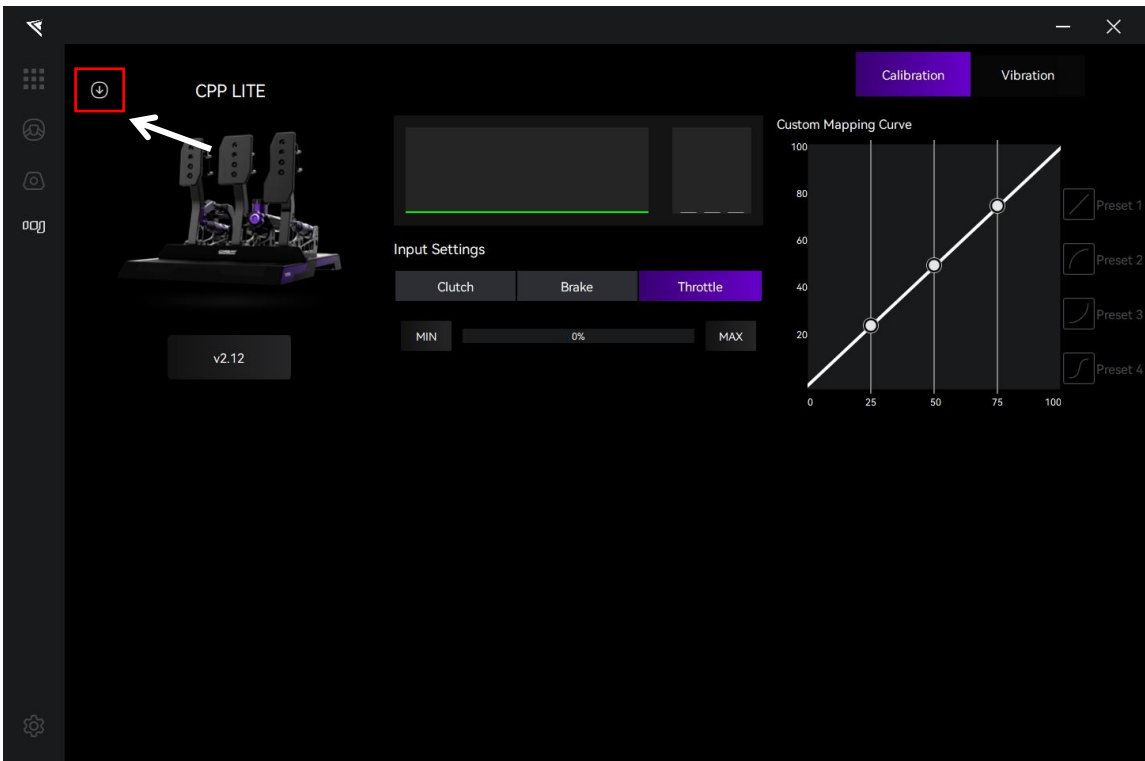 CPP LITE
v2.12
Input Settings
Clutch Brake Throttle
MIN 0% MAX
Calibration Vibration
Custom Mapping Curve
100
80
60
40
20
0 25 50 75 100
Preset 1
Preset 2
Preset 3
Preset 4